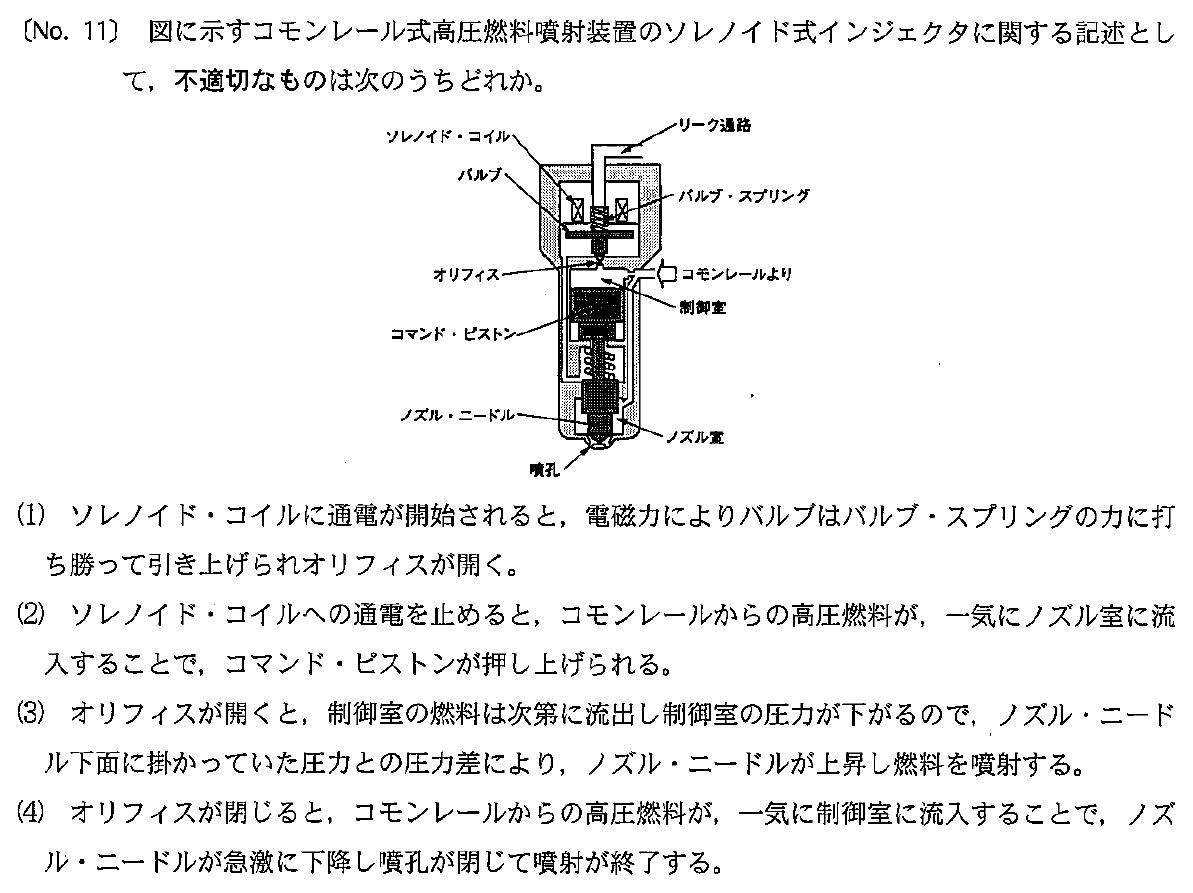 〔No. 11〕 図に示すコモンレール式高圧燃料噴射装置のソレノイド式インジェクタに関する記述とし
て，不適切なものは次のうちどれか。
リーク通路
ソレノイド・コイル
バルブ
バルブ・スプリング
オリフィス
コモンレールより
制御室
コマンド・ピストン
ノズル・ニードル
ノズル室
噴孔
(1) ソレノイド・コイルに通電が開始されると，電磁力によりバルブはバルブ・スプリングの力に打
ち勝って引き上げられオリフィスが開く。
(2) ソレノイド・コイルへの通電を止めると，コモンレールからの高圧燃料が，一気にノズル室に流
入することで，コマンド・ピストンが押し上げられる。
(3) オリフィスが開くと，制御室の燃料は次第に流出し制御室の圧力が下がるので，ノズル・ニード
ル下面に掛かっていた圧力との圧力差により，ノズル・ニードルが上昇し燃料を噴射する。
(4) オリフィスが閉じると，コモンレールからの高圧燃料が，一気に制御室に流入することで，ノズ
ル・ニードルが急激に下降し噴孔が閉じて噴射が終了する。